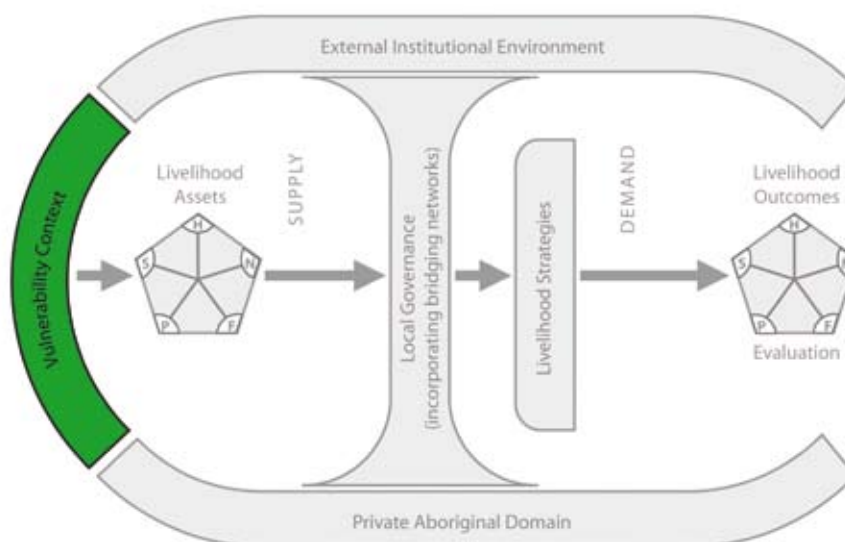 External Institutional Environment
Vulnerability Context
Livelihood
Assets
H
S
N
P
F
SUPPLY
Local Governance
(incorporating bridging networks)
Livelihood Strategies
DEMAND
Livelihood
Outcomes
H
S
N
P
F
Evaluation
Private Aboriginal Domain